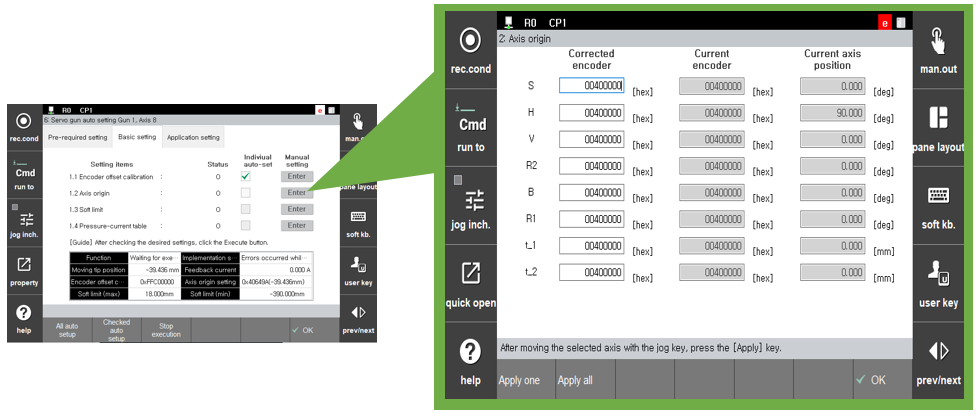 R0 CP1
6: Servo gun auto setting Gun 1, Axis 8
rec.cond
Cmd
run to
jog inch.
property
help
Pre-required setting Basic setting Application setting
Setting items Status Indiviual auto-set Manual setting
1.1 Encoder offset calibration : 0 Enter
1.2 Axis origin : 0 Enter
1.3 Soft limit : 0 Enter
1.4 Pressure-current table : 0 Enter
[Guide] After checking the desired settings, click the Execute button.
Function Waiting for exe··· Implementation s··· Errors occurred whil···
Moving tip position -39.436 mm Feedback current 0.000 A
Encoder offset c··· 0xFFC00000 Axis origin setting 0x40649A(-39.436mm)
Soft limit (max) 18.000mm Soft limit (min) -390.000mm
All auto setup
Checked auto setup
Stop execution
OK
e
man.ou
pane layout
soft kb.
user key
prev/next
R0 CP1
e
2: Axis origin
rec.cond
Cmd
run to
jog inch.
quick open
help
Corrected encoder Current encoder Current axis position
S 00400000 [hex] 00400000 [hex] 0.000 [deg]
H 00400000 [hex] 00400000 [hex] 90.000 [deg]
V 00400000 [hex] 00400000 [hex] 0.000 [deg]
R2 00400000 [hex] 00400000 [hex] 0.000 [deg]
B 00400000 [hex] 00400000 [hex] 0.000 [deg]
R1 00400000 [hex] 00400000 [hex] 0.000 [deg]
t_1 00400000 [hex] 00400000 [hex] 0.000 [mm]
t_2 00400000 [hex] 00400000 [hex] 0.000 [mm]
After moving the selected axis with the jog key, press the [Apply] key.
Apply one Apply all OK
man.out
pane layout
soft kb.
user key
prev/next